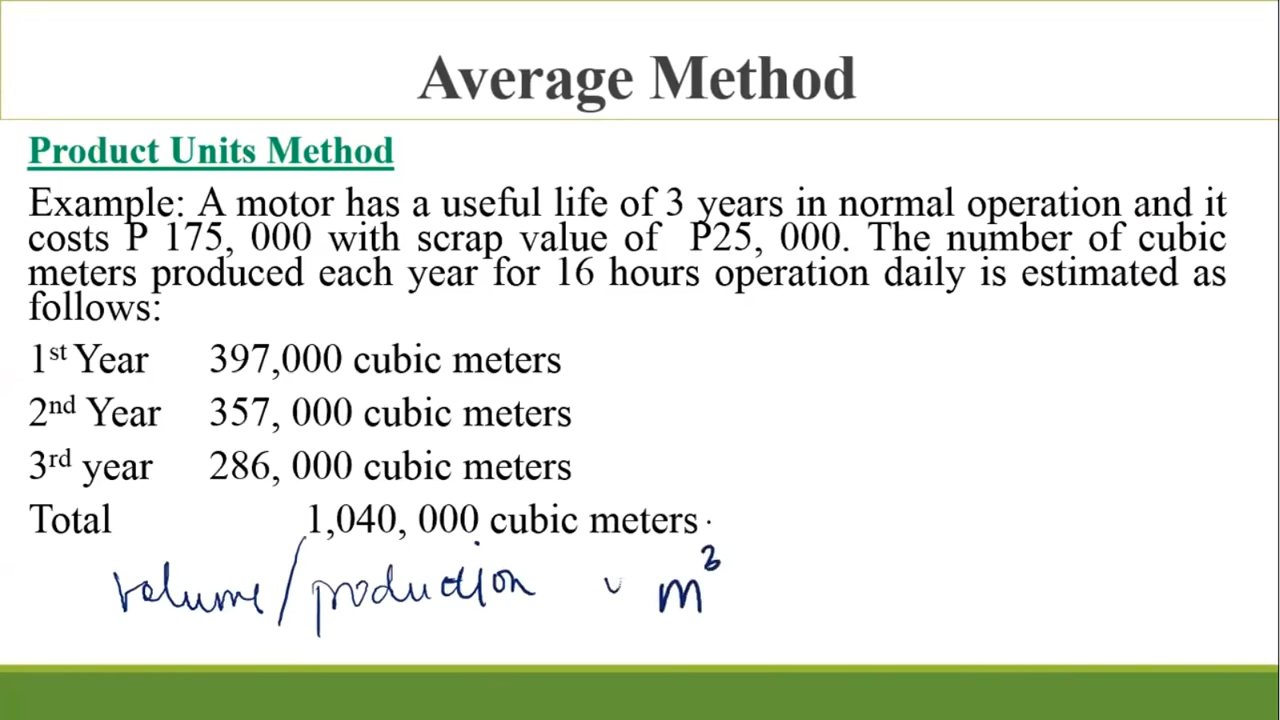 Average Method
Product Units Method
Example: A motor has a useful life of 3 years in normal operation and it
costs P 175, 000 with scrap value of P25, 000. The number of cubic
meters produced each year for 16 hours operation daily is estimated as
follows:
1st Year 397,000 cubic meters
2nd Year 357, 000 cubic meters
3rd year 286, 000 cubic meters
Total 1,040, 000 cubic meters
volume/production m³